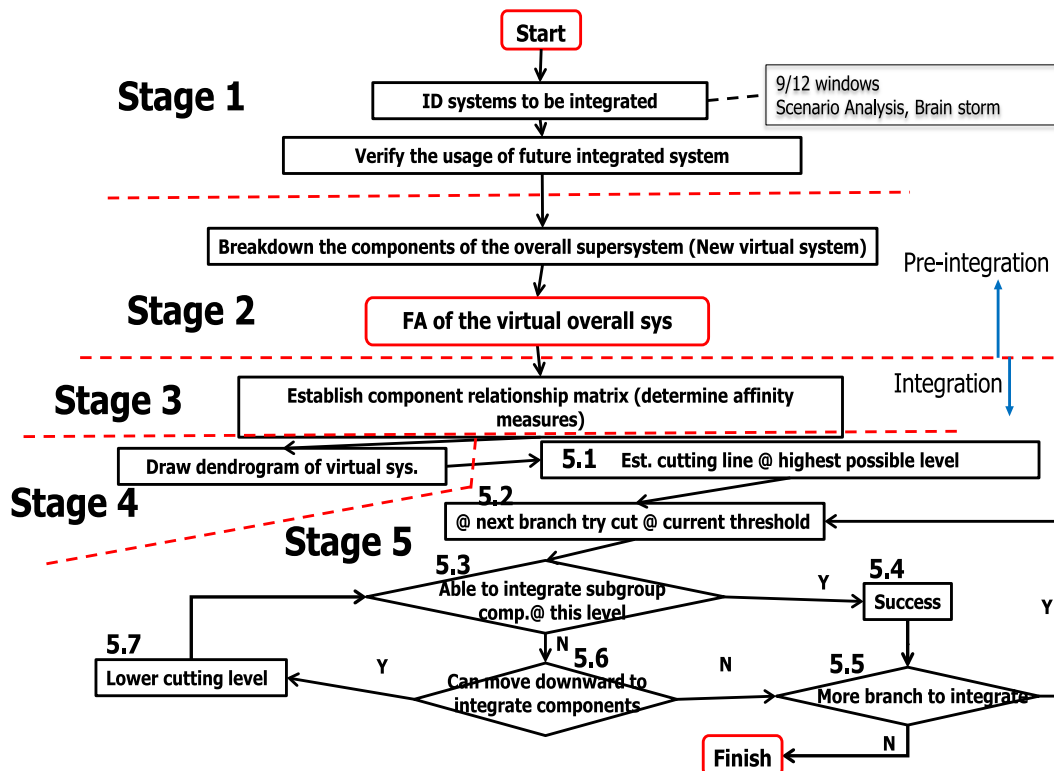 Start
Stage 1
ID systems to be integrated
9/12 windows
Scenario Analysis, Brain storm
Verify the usage of future integrated system
Breakdown the components of the overall supersystem (New virtual system)
Pre-integration
Stage 2
FA of the virtual overall sys
Integration
Stage 3
Establish component relationship matrix (determine affinity
measures)
Stage 4
Draw dendrogram of virtual sys.
5.1 Est. cutting line @ highest possible level
5.2
@ next branch try cut @ current threshold
Stage 5
5.3
Able to integrate subgroup
comp.@ this level
Y
5.4
Success
Y
N
5.7
Lower cutting level
Y
5.6
Can move downward to
integrate components
N
5.5
More branch to integrate
N
Finish